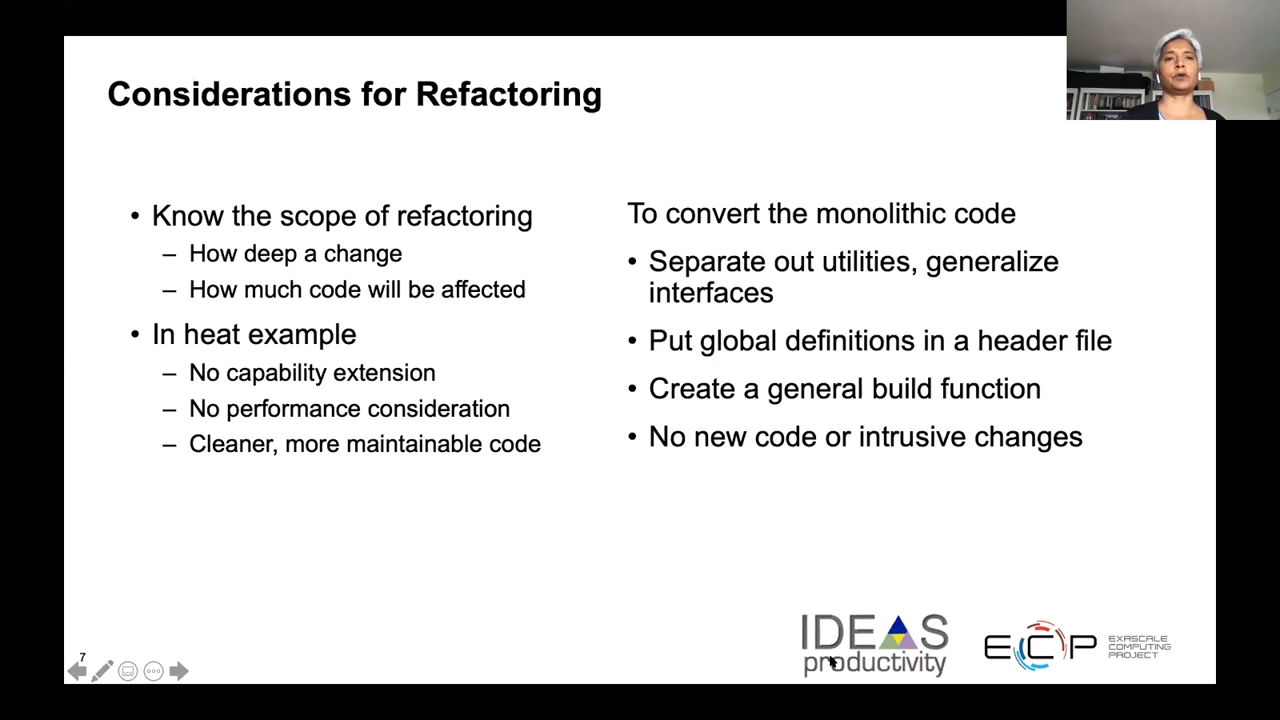 Considerations for Refactoring
• Know the scope of refactoring
– How deep a change
– How much code will be affected
• In heat example
– No capability extension
– No performance consideration
– Cleaner, more maintainable code
To convert the monolithic code
• Separate out utilities, generalize
interfaces
• Put global definitions in a header file
• Create a general build function
• No new code or intrusive changes
7
IDEAS
productivity
ECP
EXASCALE
COMPUTING
PROJECT